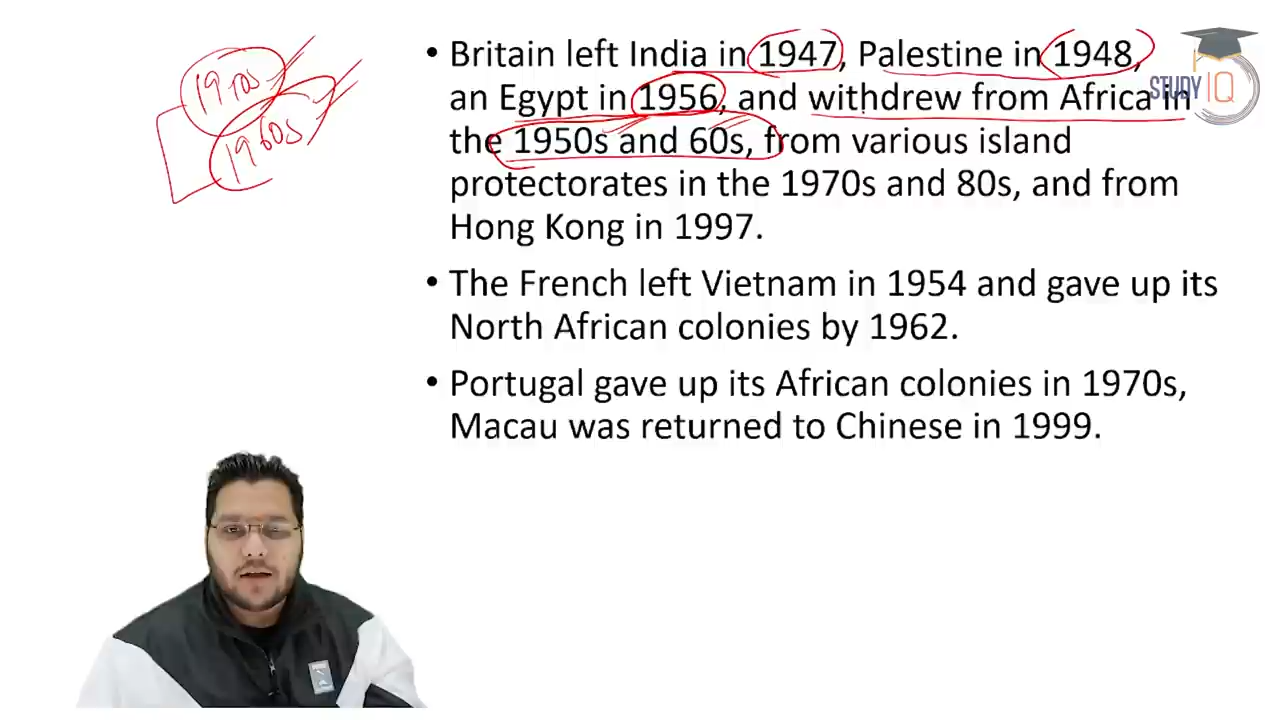 1970s
1960s
• Britain left India in 1947, Palestine in 1948,
an Egypt in 1956, and withdrew from Africa in
the 1950s and 60s, from various island
protectorates in the 1970s and 80s, and from
Hong Kong in 1997.
• The French left Vietnam in 1954 and gave up its
North African colonies by 1962.
• Portugal gave up its African colonies in 1970s,
Macau was returned to Chinese in 1999.
STUDY IQ